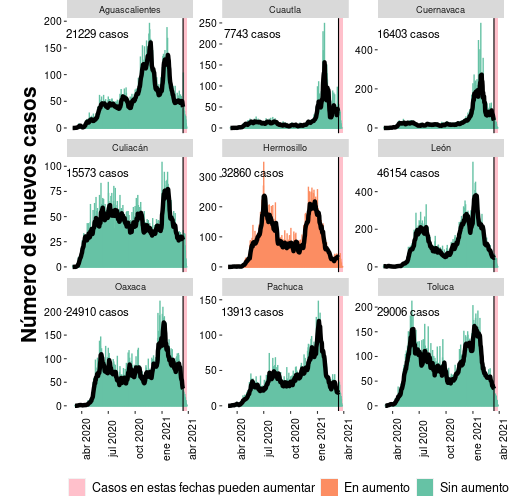 Número de nuevos casos
Aguascalientes
21229 casos
200
150
100
50
0
Cuautla
7743 casos
250
200
150
100
50
0
Cuernavaca
16403 casos
400
200
0
Culiacán
15573 casos
100
75
50
25
0
Hermosillo
32860 casos
300
200
100
0
León
46154 casos
400
200
0
Oaxaca
24910 casos
200
150
100
50
0
Pachuca
13913 casos
150
100
50
0
Toluca
29006 casos
200
150
100
50
0
abr 2020
jul 2020
oct 2020
ene 2021
abr 2021
abr 2020
jul 2020
oct 2020
ene 2021
abr 2021
abr 2020
jul 2020
oct 2020
ene 2021
abr 2021
Casos en estas fechas pueden aumentar
En aumento
Sin aumento